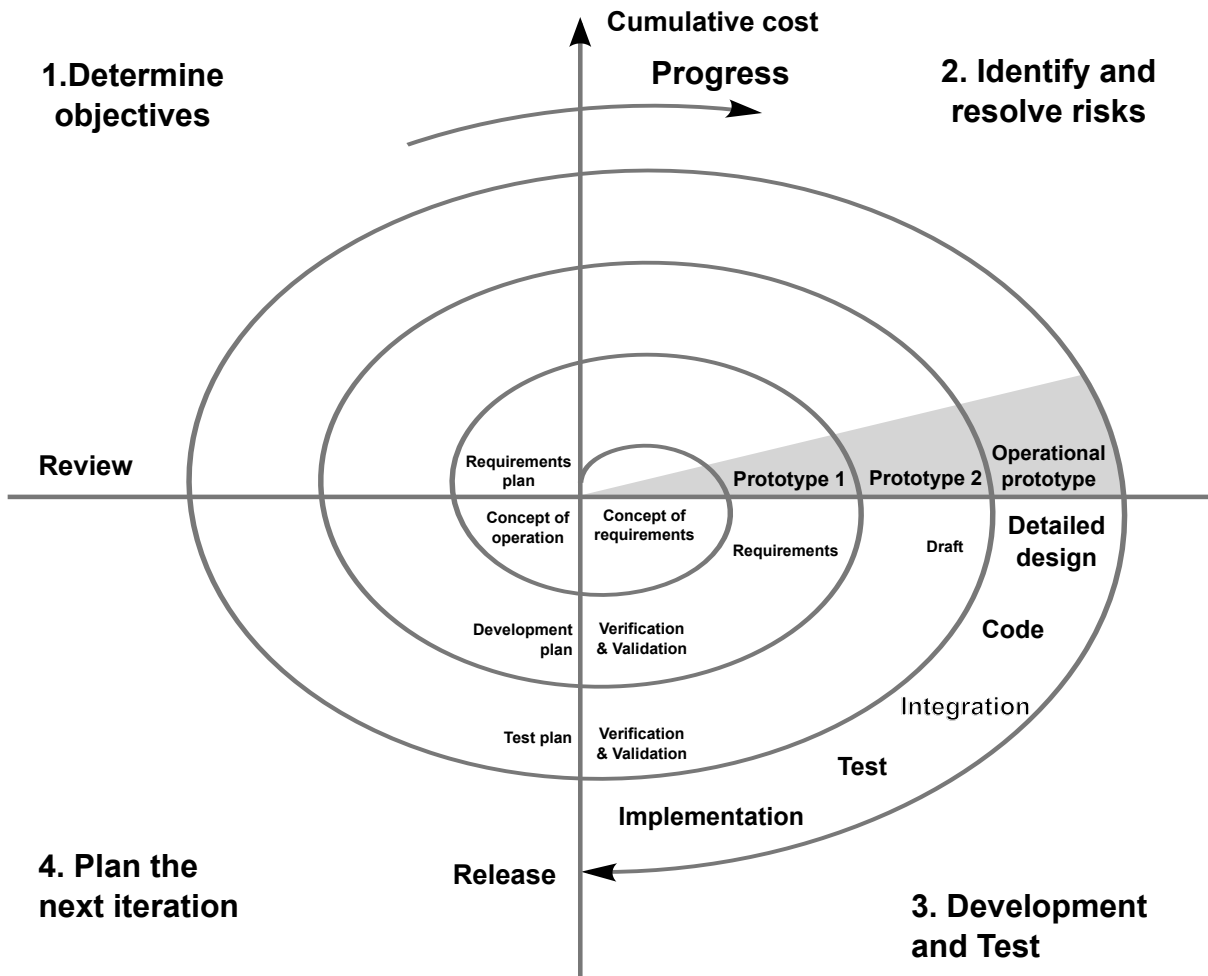 Cumulative cost
1.Determine
objectives
Progress
2. Identify and
resolve risks
Review
Requirements
plan
Prototype 1
Prototype 2
Operational
prototype
Concept of
operation
Concept of
requirements
Requirements
Draft
Detailed
design
Development
plan
Verification
& Validation
Code
Integration
Test plan
Verification
& Validation
Test
Implementation
Release
4. Plan the
next iteration
3. Development
and Test